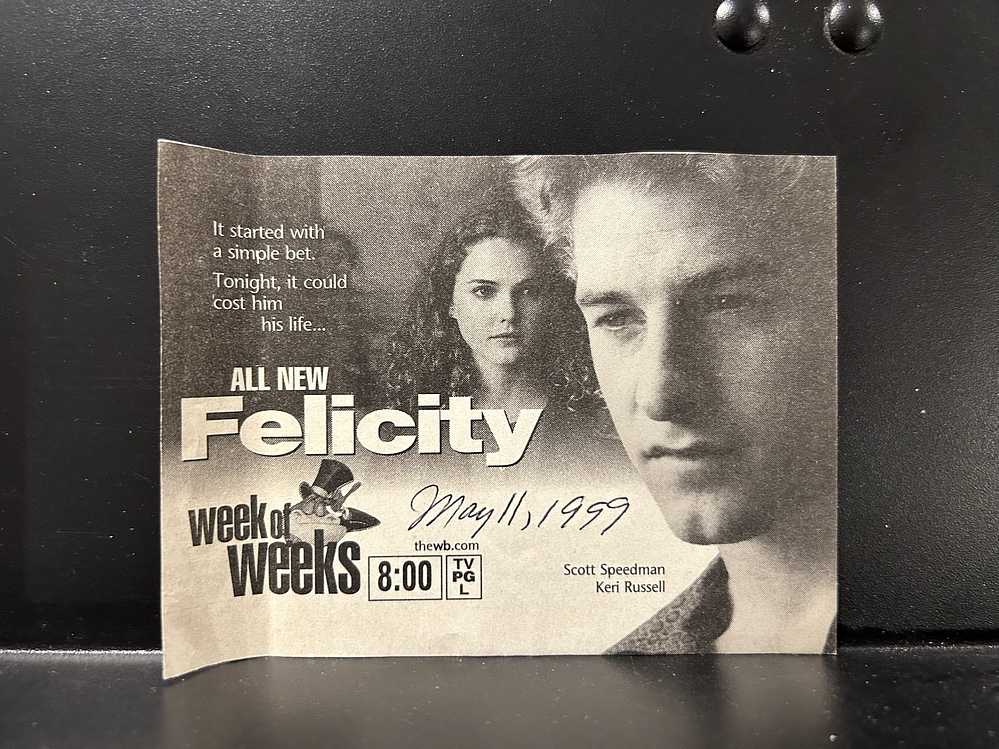 It started with
a simple bet.
Tonight, it could
cost him
his life...
ALL NEW
Felicity
week of
weeks
May 11, 1999
thewb.com
8:00
TV
PG
L
Scott Speedman
Keri Russell